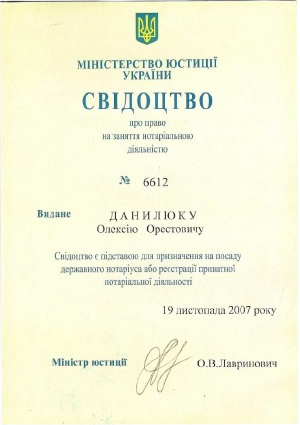 МІНІСТЕРСТВО ЮСТИЦІЇ
УКРАЇНИ
СВІДОЦТВО
про право
на заняття нотаріальною
діяльністю
№ 6612
Видане ДАНИЛЮКУ
Олексію Орестовичу
Свідоцтво є підставою для призначення на посаду
державного нотаріуса або реєстрації приватної
нотаріальної діяльності
19 листопада 2007 року
Міністр юстиції О.В.Лавринович